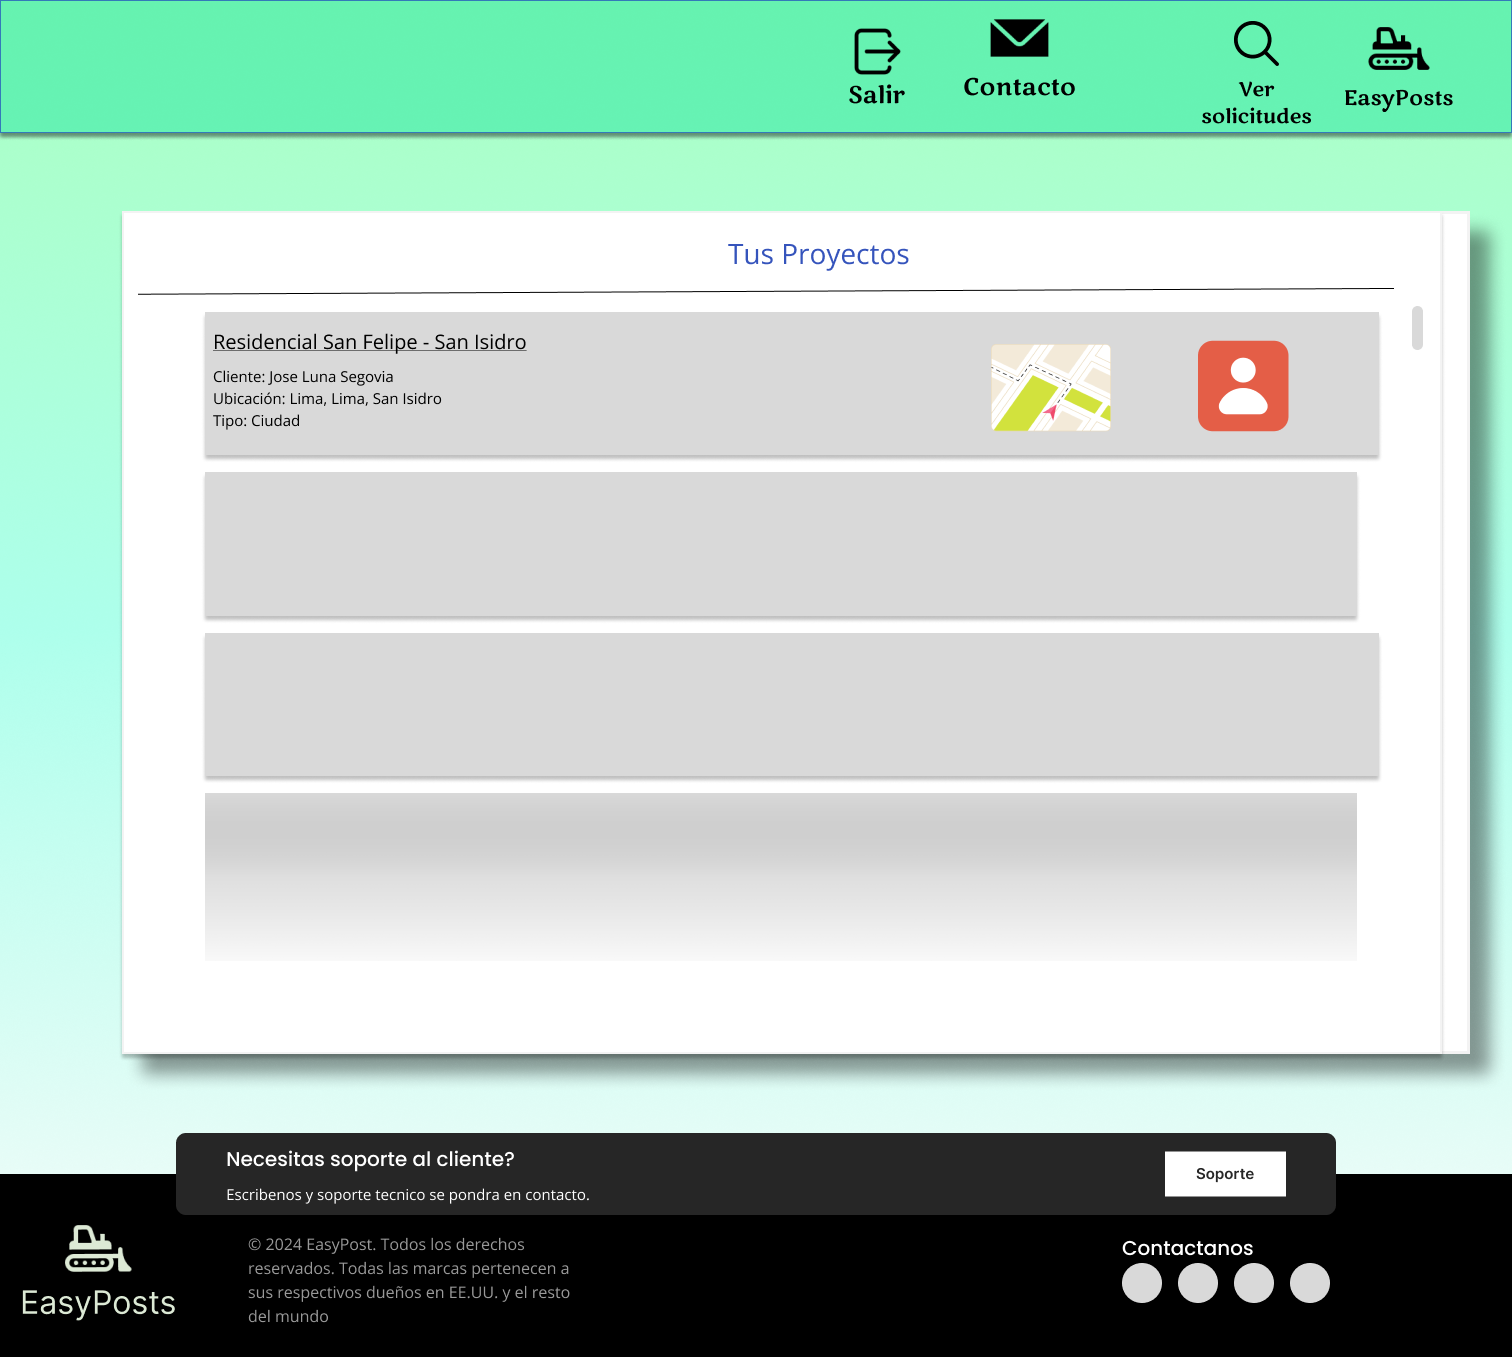 Salir
Contacto
Ver
solicitudes
EasyPosts
Tus Proyectos
Residencial San Felipe - San Isidro
Cliente: Jose Luna Segovia
Ubicación: Lima, Lima, San Isidro
Tipo: Ciudad
Necesitas soporte al cliente?
Escribenos y soporte tecnico se pondra en contacto.
Soporte
EasyPosts
© 2024 EasyPost. Todos los derechos
reservados. Todas las marcas pertenecen a
sus respectivos dueños en EE.UU. y el resto
del mundo
Contactanos